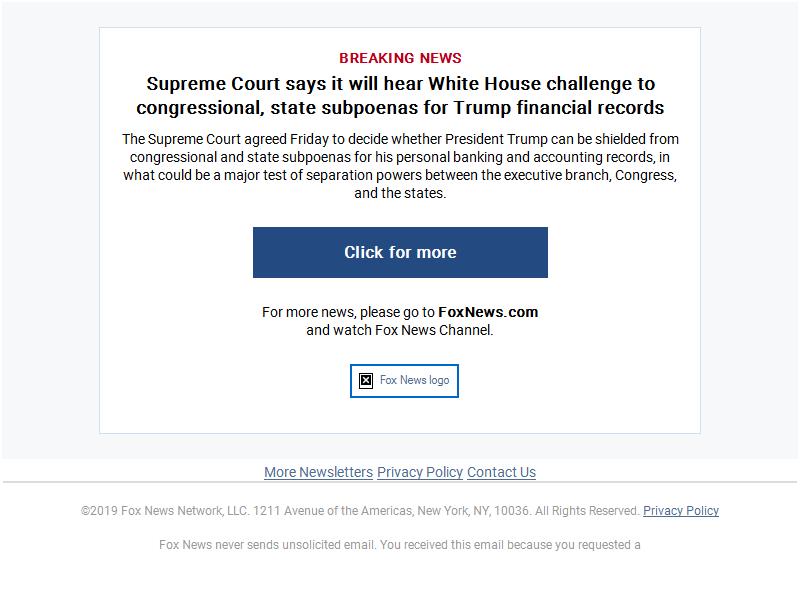 BREAKING NEWS
Supreme Court says it will hear White House challenge to
congressional, state subpoenas for Trump financial records
The Supreme Court agreed Friday to decide whether President Trump can be shielded from
congressional and state subpoenas for his personal banking and accounting records, in
what could be a major test of separation powers between the executive branch, Congress,
and the states.
Click for more
For more news, please go to FoxNews.com
and watch Fox News Channel.
Fox News logo
More Newsletters Privacy Policy Contact Us
©2019 Fox News Network, LLC. 1211 Avenue of the Americas, New York, NY, 10036. All Rights Reserved. Privacy Policy
Fox News never sends unsolicited email. You received this email because you requested a